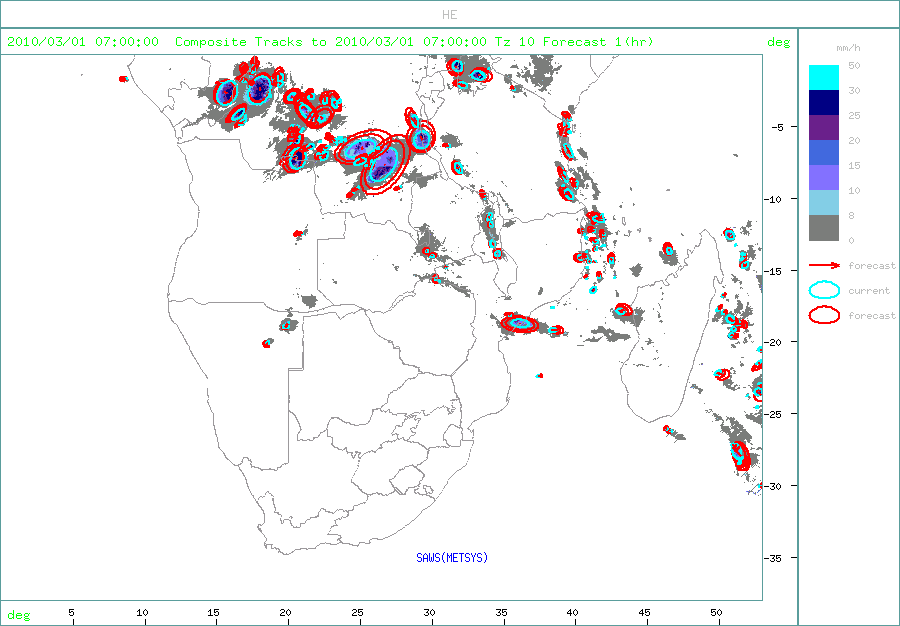 HE
2010/03/01 07:00:00 Composite Tracks to 2010/03/01 07:00:00 Tz 10 Forecast 1(hr)
deg
mm/h
50
30
25
20
15
10
8
0
forecast
current
forecast
-5
-10
-15
-20
-25
-30
-35
SAWS(METSYS)
deg
5 10 15 20 25 30 35 40 45 50